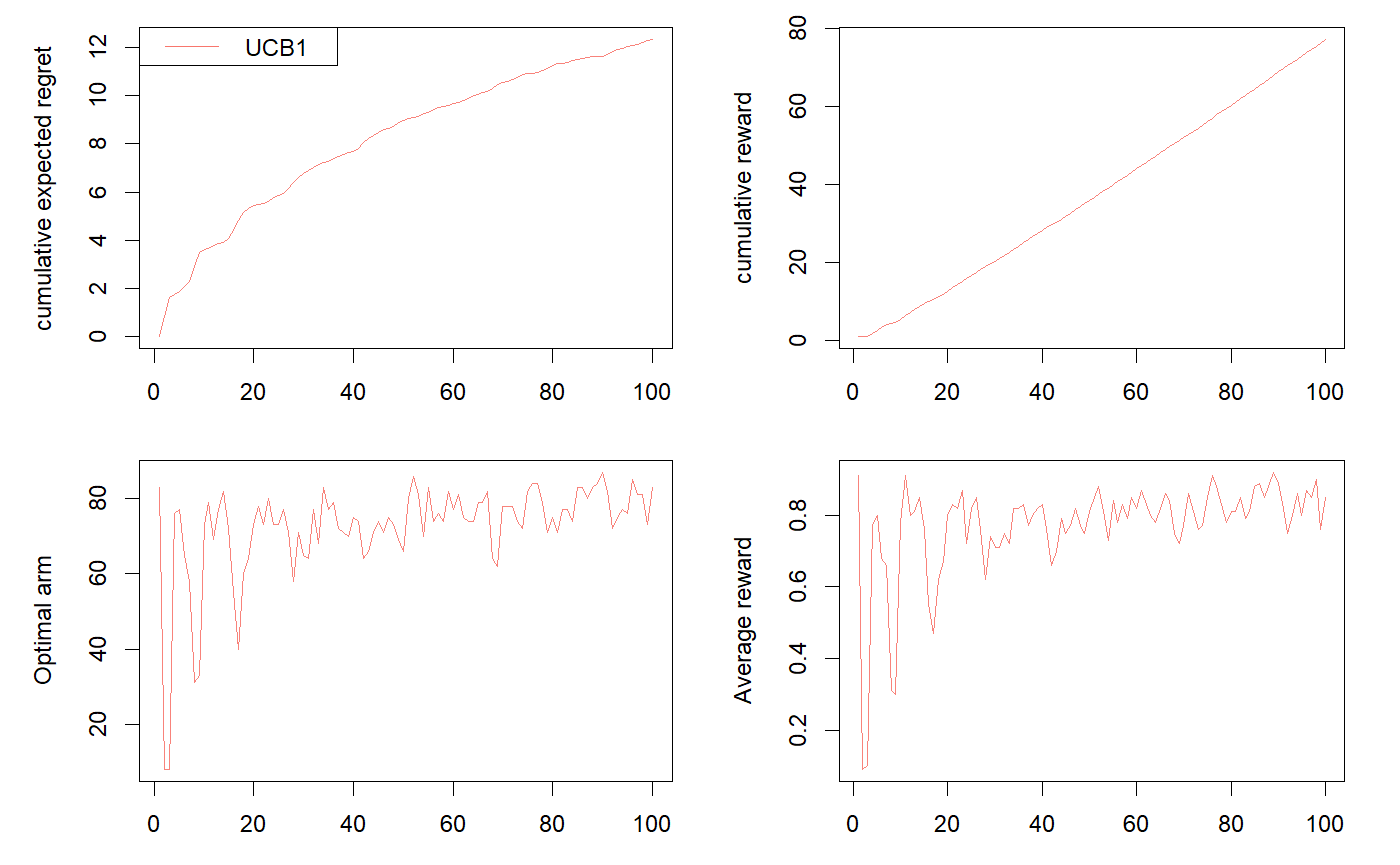 cumulative expected regret
0 2 4 6 8 10 12
UCB1
0 20 40 60 80 100
cumulative reward
0 20 40 60 80
0 20 40 60 80 100
Optimal arm
20 40 60 80
0 20 40 60 80 100
Average reward
0.2 0.4 0.6 0.8
0 20 40 60 80 100